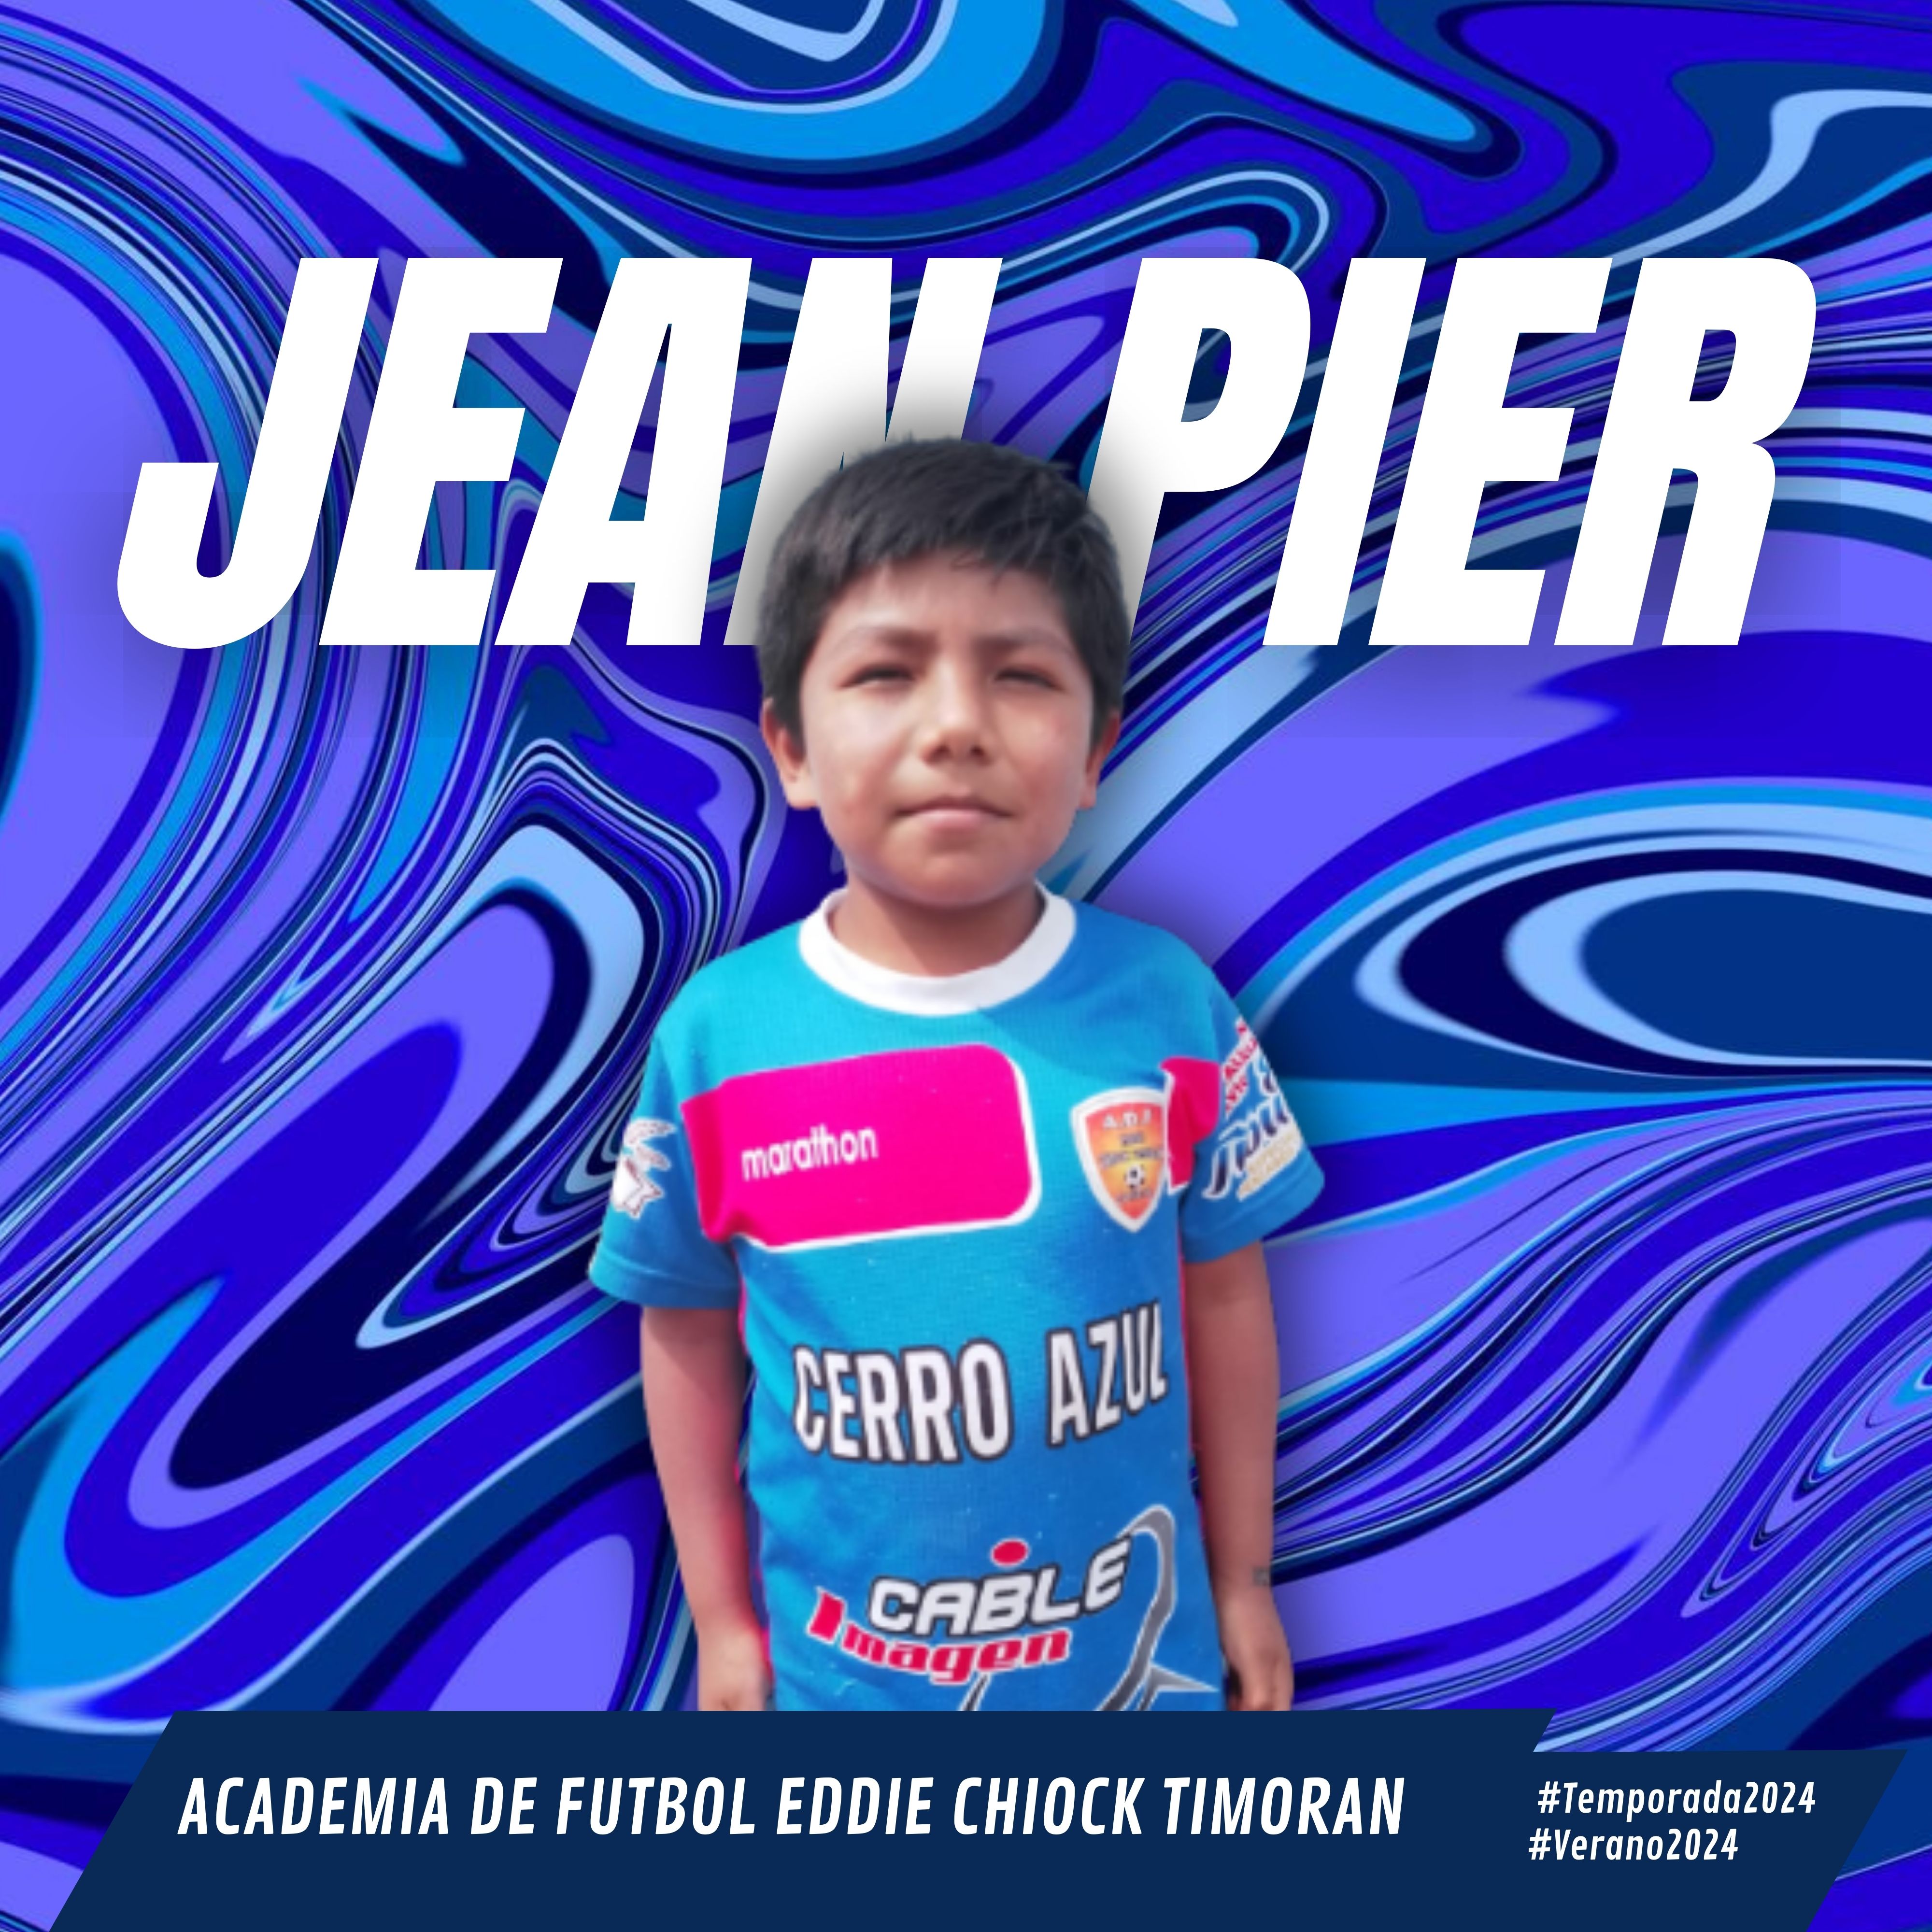 JEAN PIER
marathon
CERRO AZUL
CABLE
Imagen
ACADEMIA DE FUTBOL EDDIE CHIOCK TIMORAN
#Temporada2024
#Verano2024